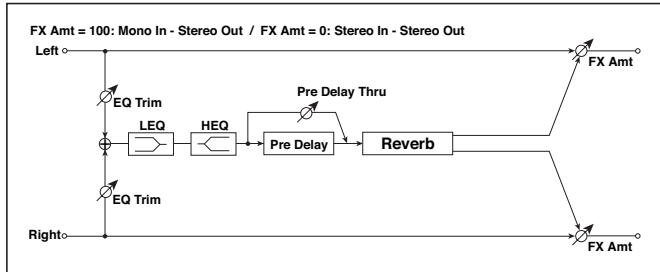 FX Amt = 100: Mono In - Stereo Out / FX Amt = 0: Stereo In - Stereo Out
Left
FX Amt
EQ Trim
Pre Delay Thru
LEQ
HEQ
Pre Delay
Reverb
EQ Trim
Right
FX Amt